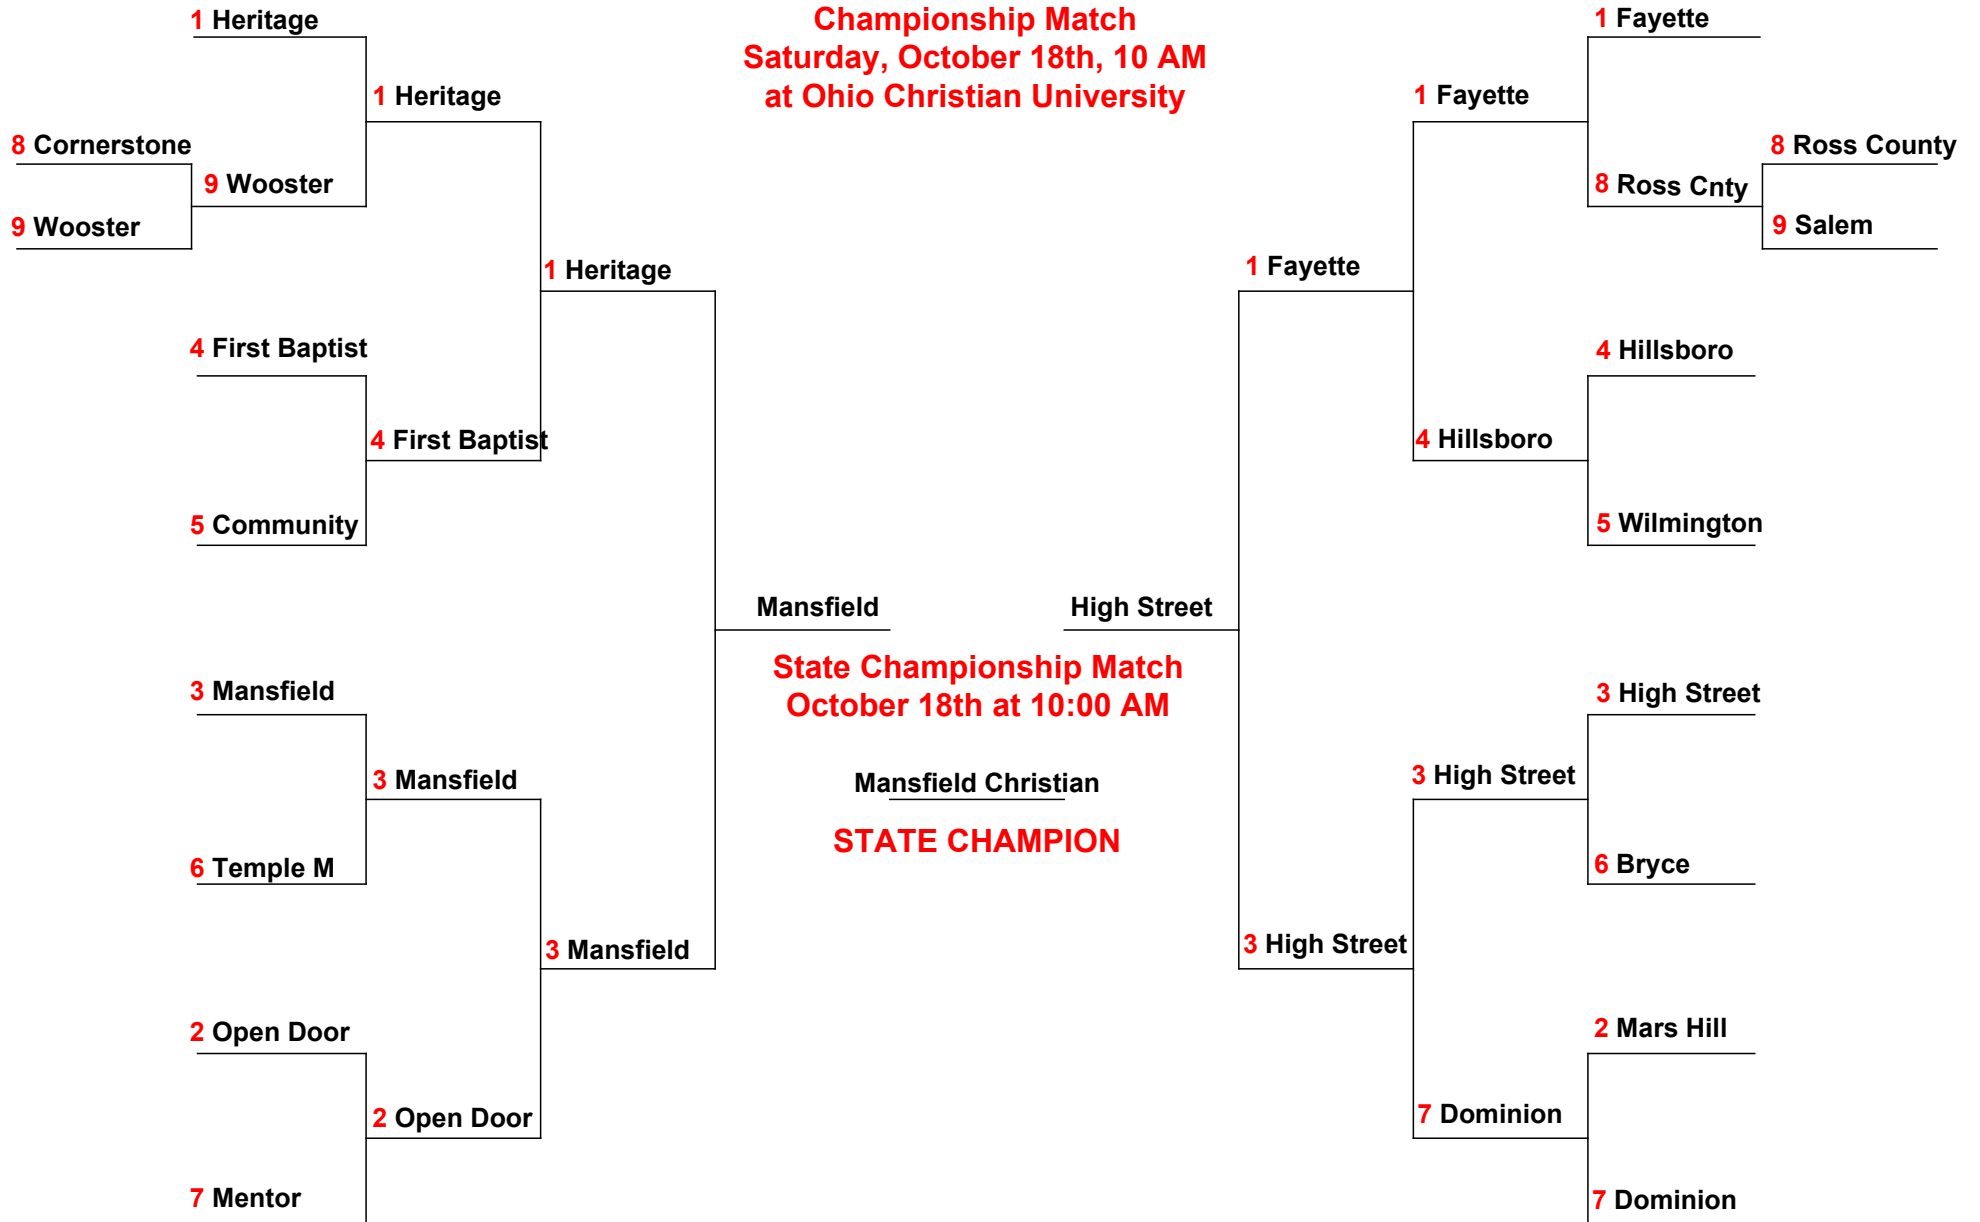 1 Heritage
Championship Match
Saturday, October 18th, 10 AM
at Ohio Christian University
1 Fayette
1 Heritage
1 Fayette
8 Cornerstone
8 Ross County
9 Wooster
8 Ross Cnty
9 Wooster
9 Salem
1 Heritage
1 Fayette
4 First Baptist
4 Hillsboro
4 First Baptist
4 Hillsboro
5 Community
5 Wilmington
Mansfield
High Street
State Championship Match
October 18th at 10:00 AM
3 Mansfield
3 High Street
3 Mansfield
Mansfield Christian
3 High Street
STATE CHAMPION
6 Temple M
6 Bryce
3 Mansfield
3 High Street
2 Open Door
2 Mars Hill
2 Open Door
7 Dominion
7 Mentor
7 Dominion